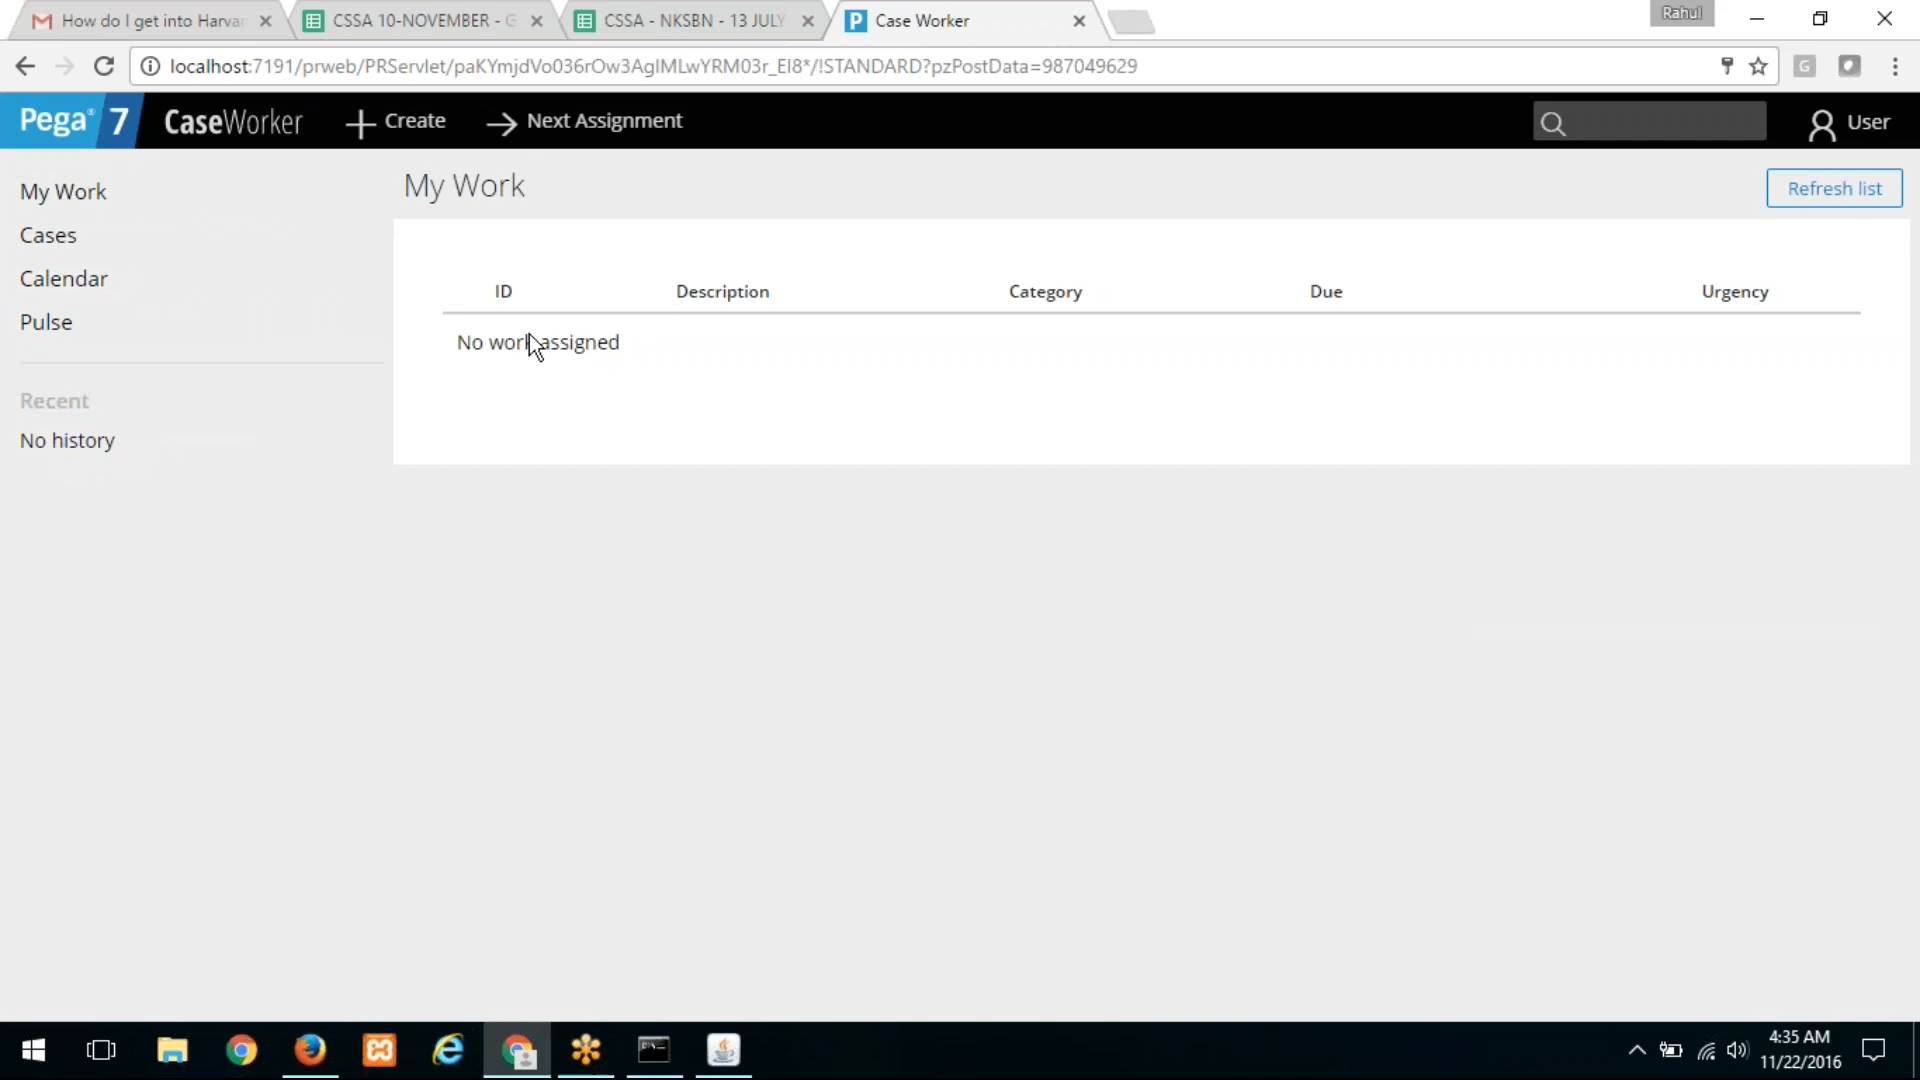 How do I get into Harva
CSSA 10-NOVEMBER - G
CSSA - NKSBN - 13 JULY
Case Worker
Rahul
localhost:7191/prweb/PRServlet/paKYmjdVo036rOw3AgIMLwYRM03r_EI8*/!STANDARD?pzPostData=987049629
Pega® 7
CaseWorker
Create
Next Assignment
User
My Work
Cases
Calendar
Pulse
Recent
No history
My Work
Refresh list
ID Description Category Due Urgency
No work assigned
4:35 AM
11/22/2016